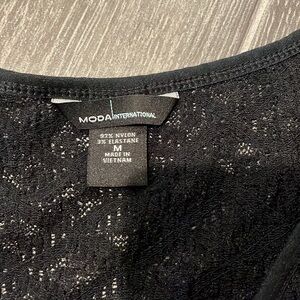 MODA INTERNATIONAL
97% NYLON
3% ELASTANE
M
MADE IN
VIETNAM